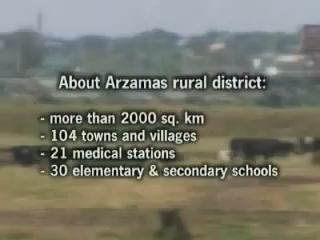 About Arzamas rural district:
- more than 2000 sq. km
- 104 towns and villages
- 21 medical stations
- 30 elementary & secondary schools